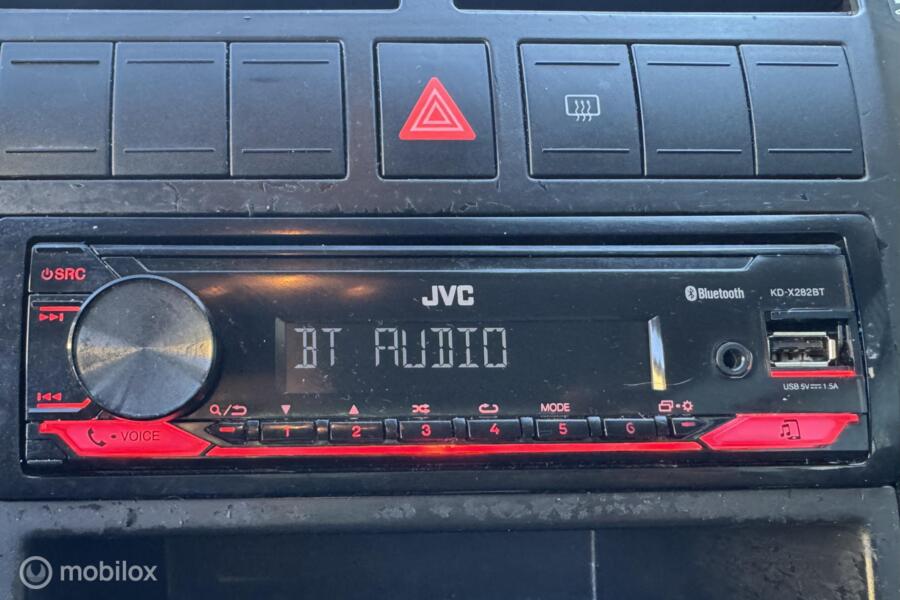 SRC
JVC
Bluetooth
KD-X282BT
BT AUDIO
USB 5V 1.5A
MODE
VOICE
1 2 3 4 5 6
mobilox